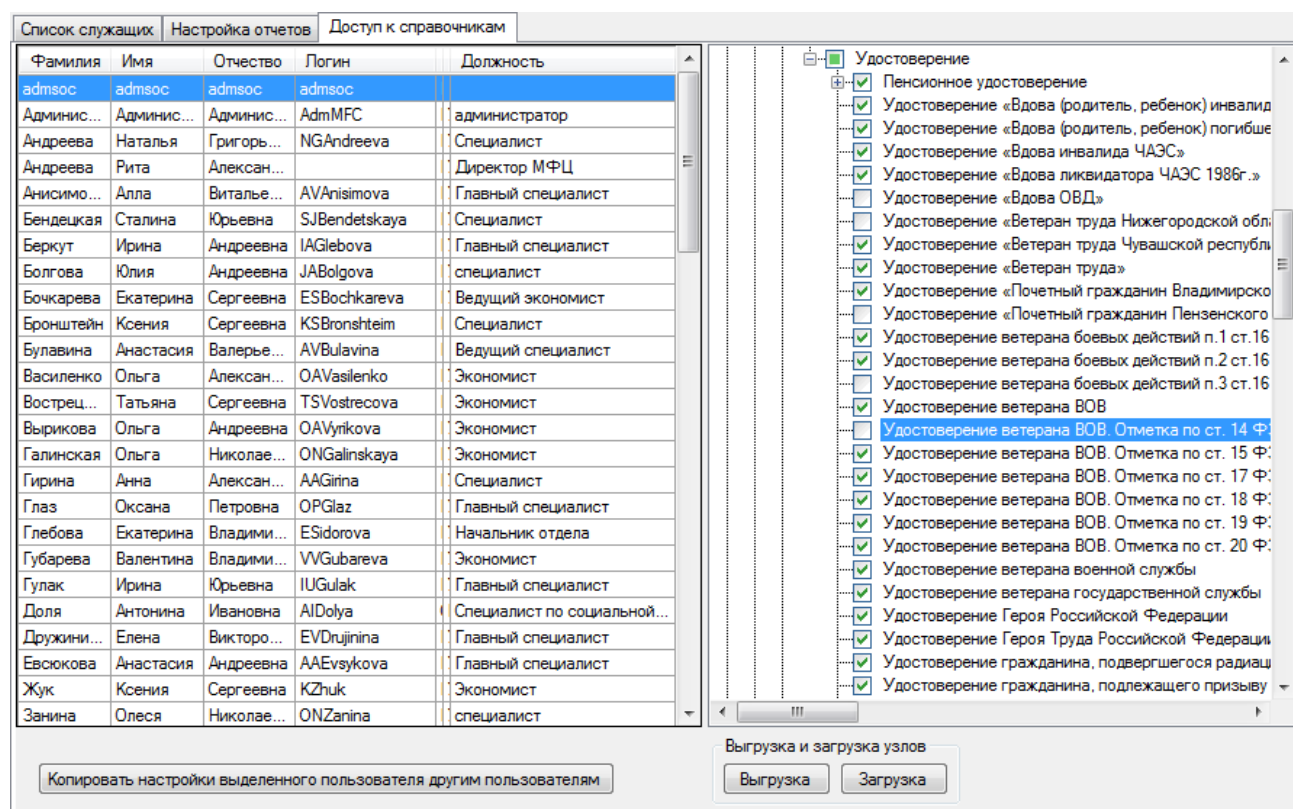 Список служащих Настройка отчетов Доступ к справочникам
Фамилия Имя Отчество Логин Должность
admsoc admsoc admsoc admsoc
Админис... Админис... Админис... AdmMFC администратор
Андреева Наталья Григорь... NGAndreeva Специалист
Андреева Рита Алексан... Директор МФЦ
Анисимо... Алла Виталье... AVAnisimova Главный специалист
Бендецкая Сталина Юрьевна SJBendetskaya Специалист
Беркут Ирина Андреевна IAGlebova Главный специалист
Болгова Юлия Андреевна JABolgova специалист
Бочкарева Екатерина Сергеевна ESBochkareva Ведущий экономист
Бронштейн Ксения Сергеевна KSBronshteim Специалист
Булавина Анастасия Валерье... AVBulavina Ведущий специалист
Василенко Ольга Алексан... OAVasilenko Экономист
Вострец... Татьяна Сергеевна TSVostrecova Экономист
Вырикова Ольга Андреевна OAVyrikova Экономист
Галинская Ольга Николае... ONGalinskaya Экономист
Гирина Анна Алексан... AAGirina Специалист
Глаз Оксана Петровна OPGlaz Главный специалист
Глебова Екатерина Владими... ESidorova Начальник отдела
Губарева Валентина Владими... VVGubareva Экономист
Гулак Ирина Юрьевна IUGulak Главный специалист
Доля Антонина Ивановна AIDolya Специалист по социальной...
Дружини... Елена Викторо... EVDrujinina Главный специалист
Евсюкова Анастасия Андреевна AAEvsykova Главный специалист
Жук Ксения Сергеевна KZhuk Экономист
Занина Олеся Николае... ONZanina специалист
Копировать настройки выделенного пользователя другим пользователям
Удостоверение
Пенсионное удостоверение
Удостоверение «Вдова (родитель, ребенок) инвалид
Удостоверение «Вдова (родитель, ребенок) погибше
Удостоверение «Вдова инвалида ЧАЭС»
Удостоверение «Вдова ликвидатора ЧАЭС 1986г.»
Удостоверение «Вдова ОВД»
Удостоверение «Ветеран труда Нижегородской обла
Удостоверение «Ветеран труда Чувашской республи
Удостоверение «Ветеран труда»
Удостоверение «Почетный гражданин Владимирско
Удостоверение «Почетный гражданин Пензенского
Удостоверение ветерана боевых действий п.1 ст.16
Удостоверение ветерана боевых действий п.2 ст.16
Удостоверение ветерана боевых действий п.3 ст.16
Удостоверение ветерана ВОВ
Удостоверение ветерана ВОВ. Отметка по ст. 14 ФЗ
Удостоверение ветерана ВОВ. Отметка по ст. 15 ФЗ
Удостоверение ветерана ВОВ. Отметка по ст. 17 ФЗ
Удостоверение ветерана ВОВ. Отметка по ст. 18 ФЗ
Удостоверение ветерана ВОВ. Отметка по ст. 19 ФЗ
Удостоверение ветерана ВОВ. Отметка по ст. 20 ФЗ
Удостоверение ветерана военной службы
Удостоверение ветерана государственной службы
Удостоверение Героя Российской Федерации
Удостоверение Героя Труда Российской Федерации
Удостоверение гражданина, подвергшегося радиац
Удостоверение гражданина, подлежащего призыву
Выгрузка и загрузка узлов
Выгрузка Загрузка